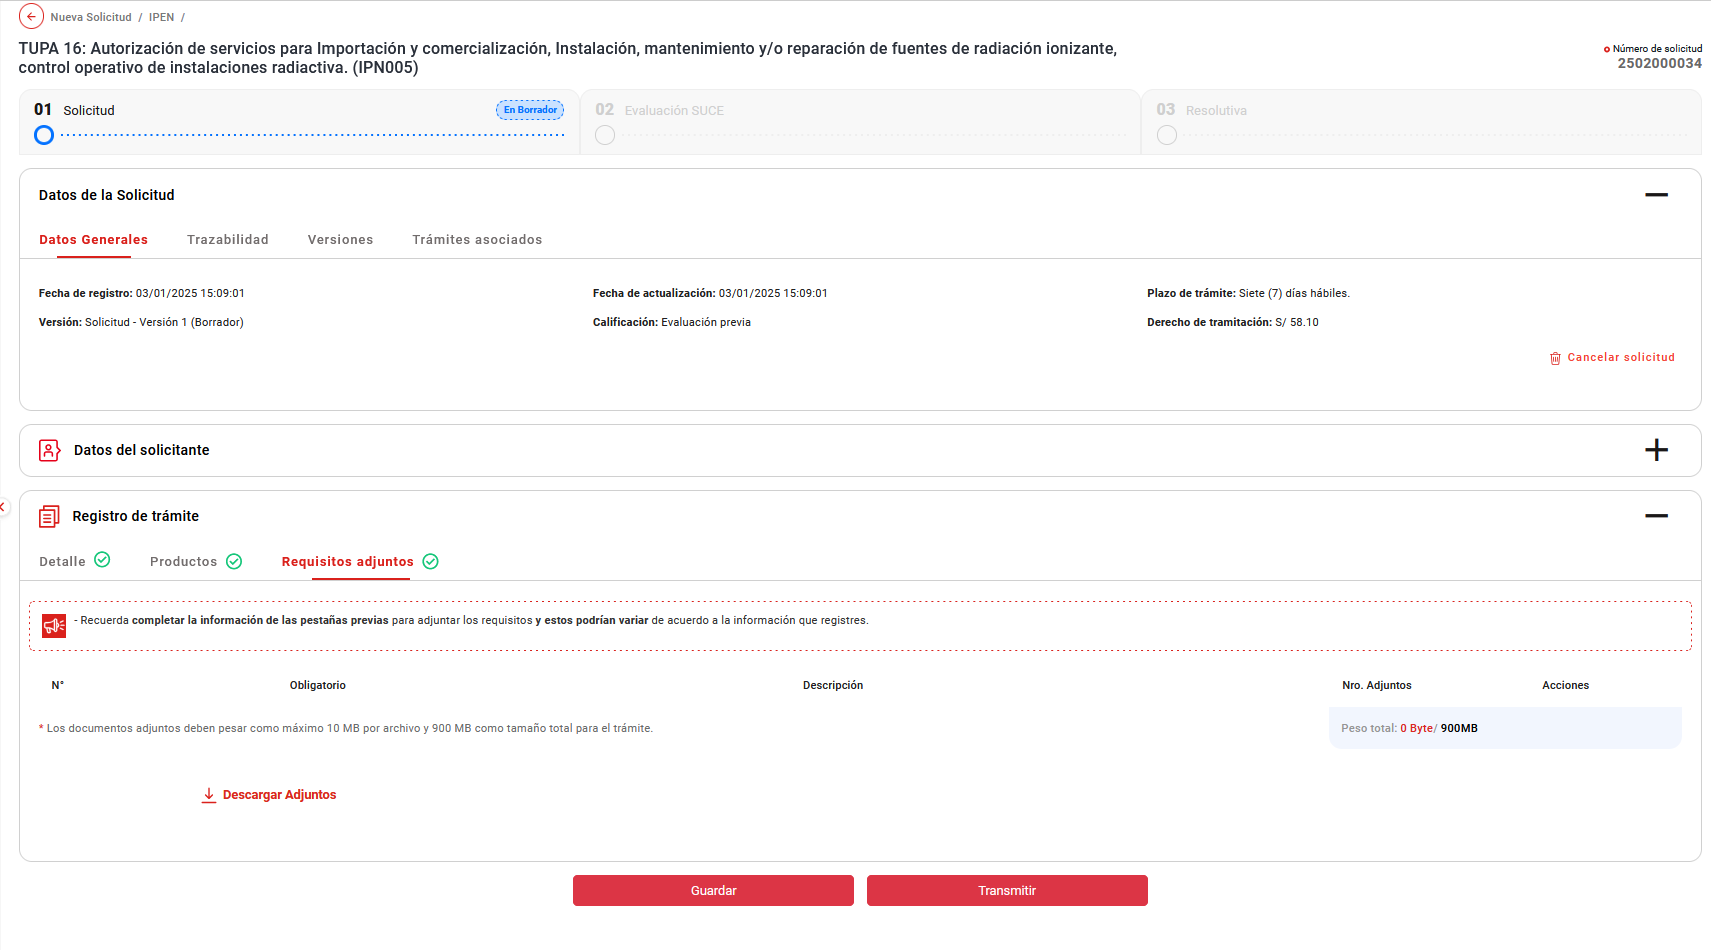 Nueva Solicitud / IPEN /
TUPA 16: Autorización de servicios para Importación y comercialización, Instalación, mantenimiento y/o reparación de fuentes de radiación ionizante,
control operativo de instalaciones radiactiva. (IPN005)
Número de solicitud
2502000034
01 Solicitud En Borrador
02 Evaluación SUCE
03 Resolutiva
Datos de la Solicitud
Datos Generales Trazabilidad Versiones Trámites asociados
Fecha de registro: 03/01/2025 15:09:01 Fecha de actualización: 03/01/2025 15:09:01 Plazo de trámite: Siete (7) días hábiles.
Versión: Solicitud - Versión 1 (Borrador) Calificación: Evaluación previa Derecho de tramitación: S/ 58.10
Cancelar solicitud
Datos del solicitante
Registro de trámite
Detalle Productos Requisitos adjuntos
- Recuerda completar la información de las pestañas previas para adjuntar los requisitos y estos podrían variar de acuerdo a la información que registres.
N° Obligatorio Descripción Nro. Adjuntos Acciones
* Los documentos adjuntos deben pesar como máximo 10 MB por archivo y 900 MB como tamaño total para el trámite. Peso total: 0 Byte/ 900MB
Descargar Adjuntos
Guardar Transmitir